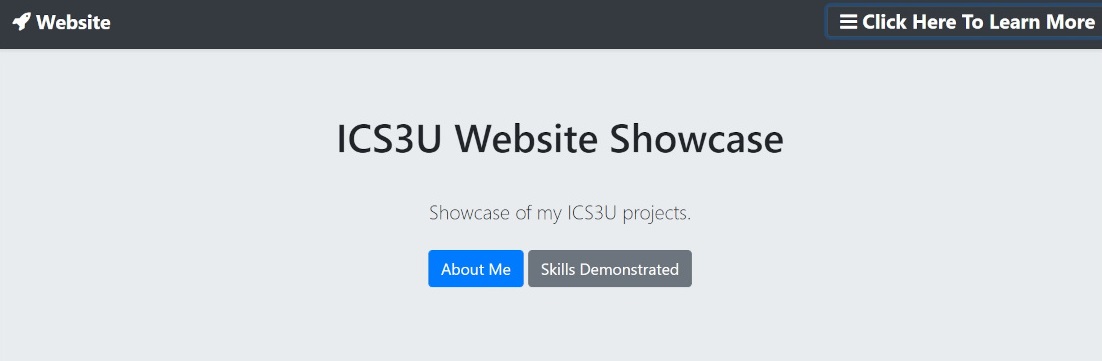 Website
Click Here To Learn More
ICS3U Website Showcase
Showcase of my ICS3U projects.
About Me
Skills Demonstrated